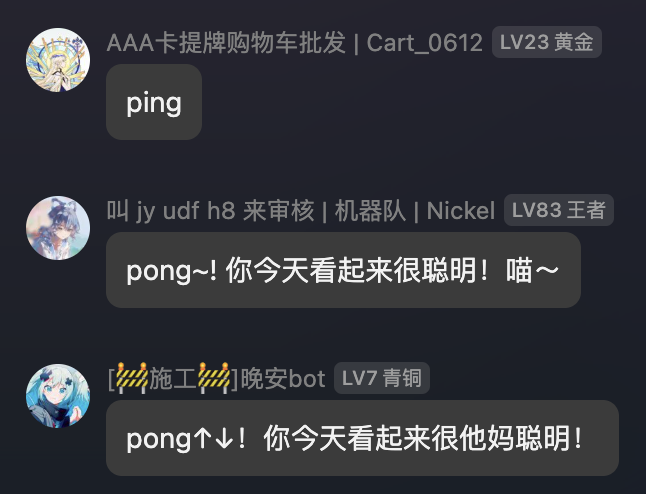 AAA卡提牌购物车批发 | Cart_0612 LV23 黄金
ping
叫 jy udf h8 来审核 | 机器队 | Nickel LV83 王者
pong~! 你今天看起来很聪明！喵～
[🚧施工🚧]晚安bot LV7 青铜
pong↑↓！你今天看起来很他妈聪明！